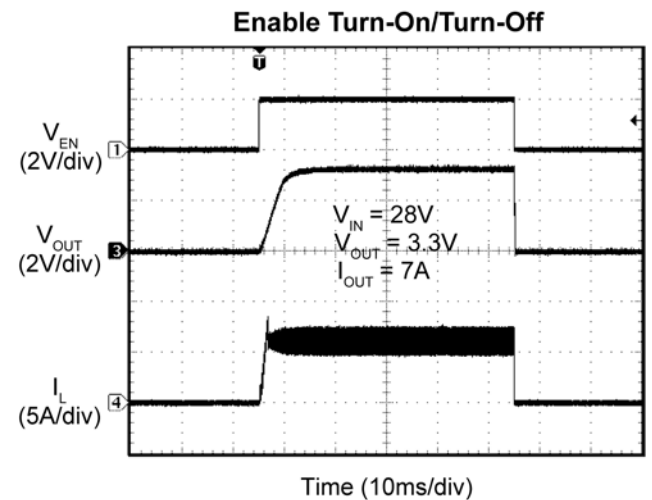 Enable Turn-On/Turn-Off
T
V_EN
(2V/div)
1
V_OUT
(2V/div)
3
V_IN = 28V
V_OUT = 3.3V
I_OUT = 7A
I_L
(5A/div)
4
Time (10ms/div)